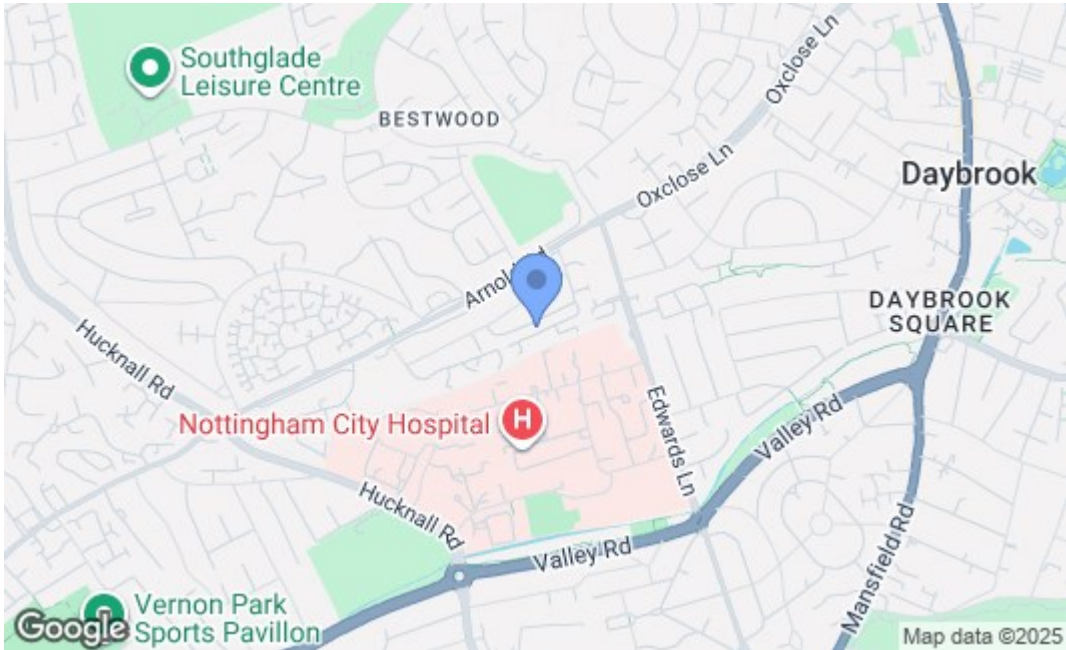 Southglade
Leisure Centre
BESTWOOD
Oxclose Ln
Oxclose Ln
Daybrook
DAYBROOK
SQUARE
Hucknall Rd
Nottingham City Hospital
H
Edwards Ln
Valley Rd
Hucknall Rd
Valley Rd
Mansfield Rd
Vernon Park
Sports Pavillon
Google
Map data ©2025